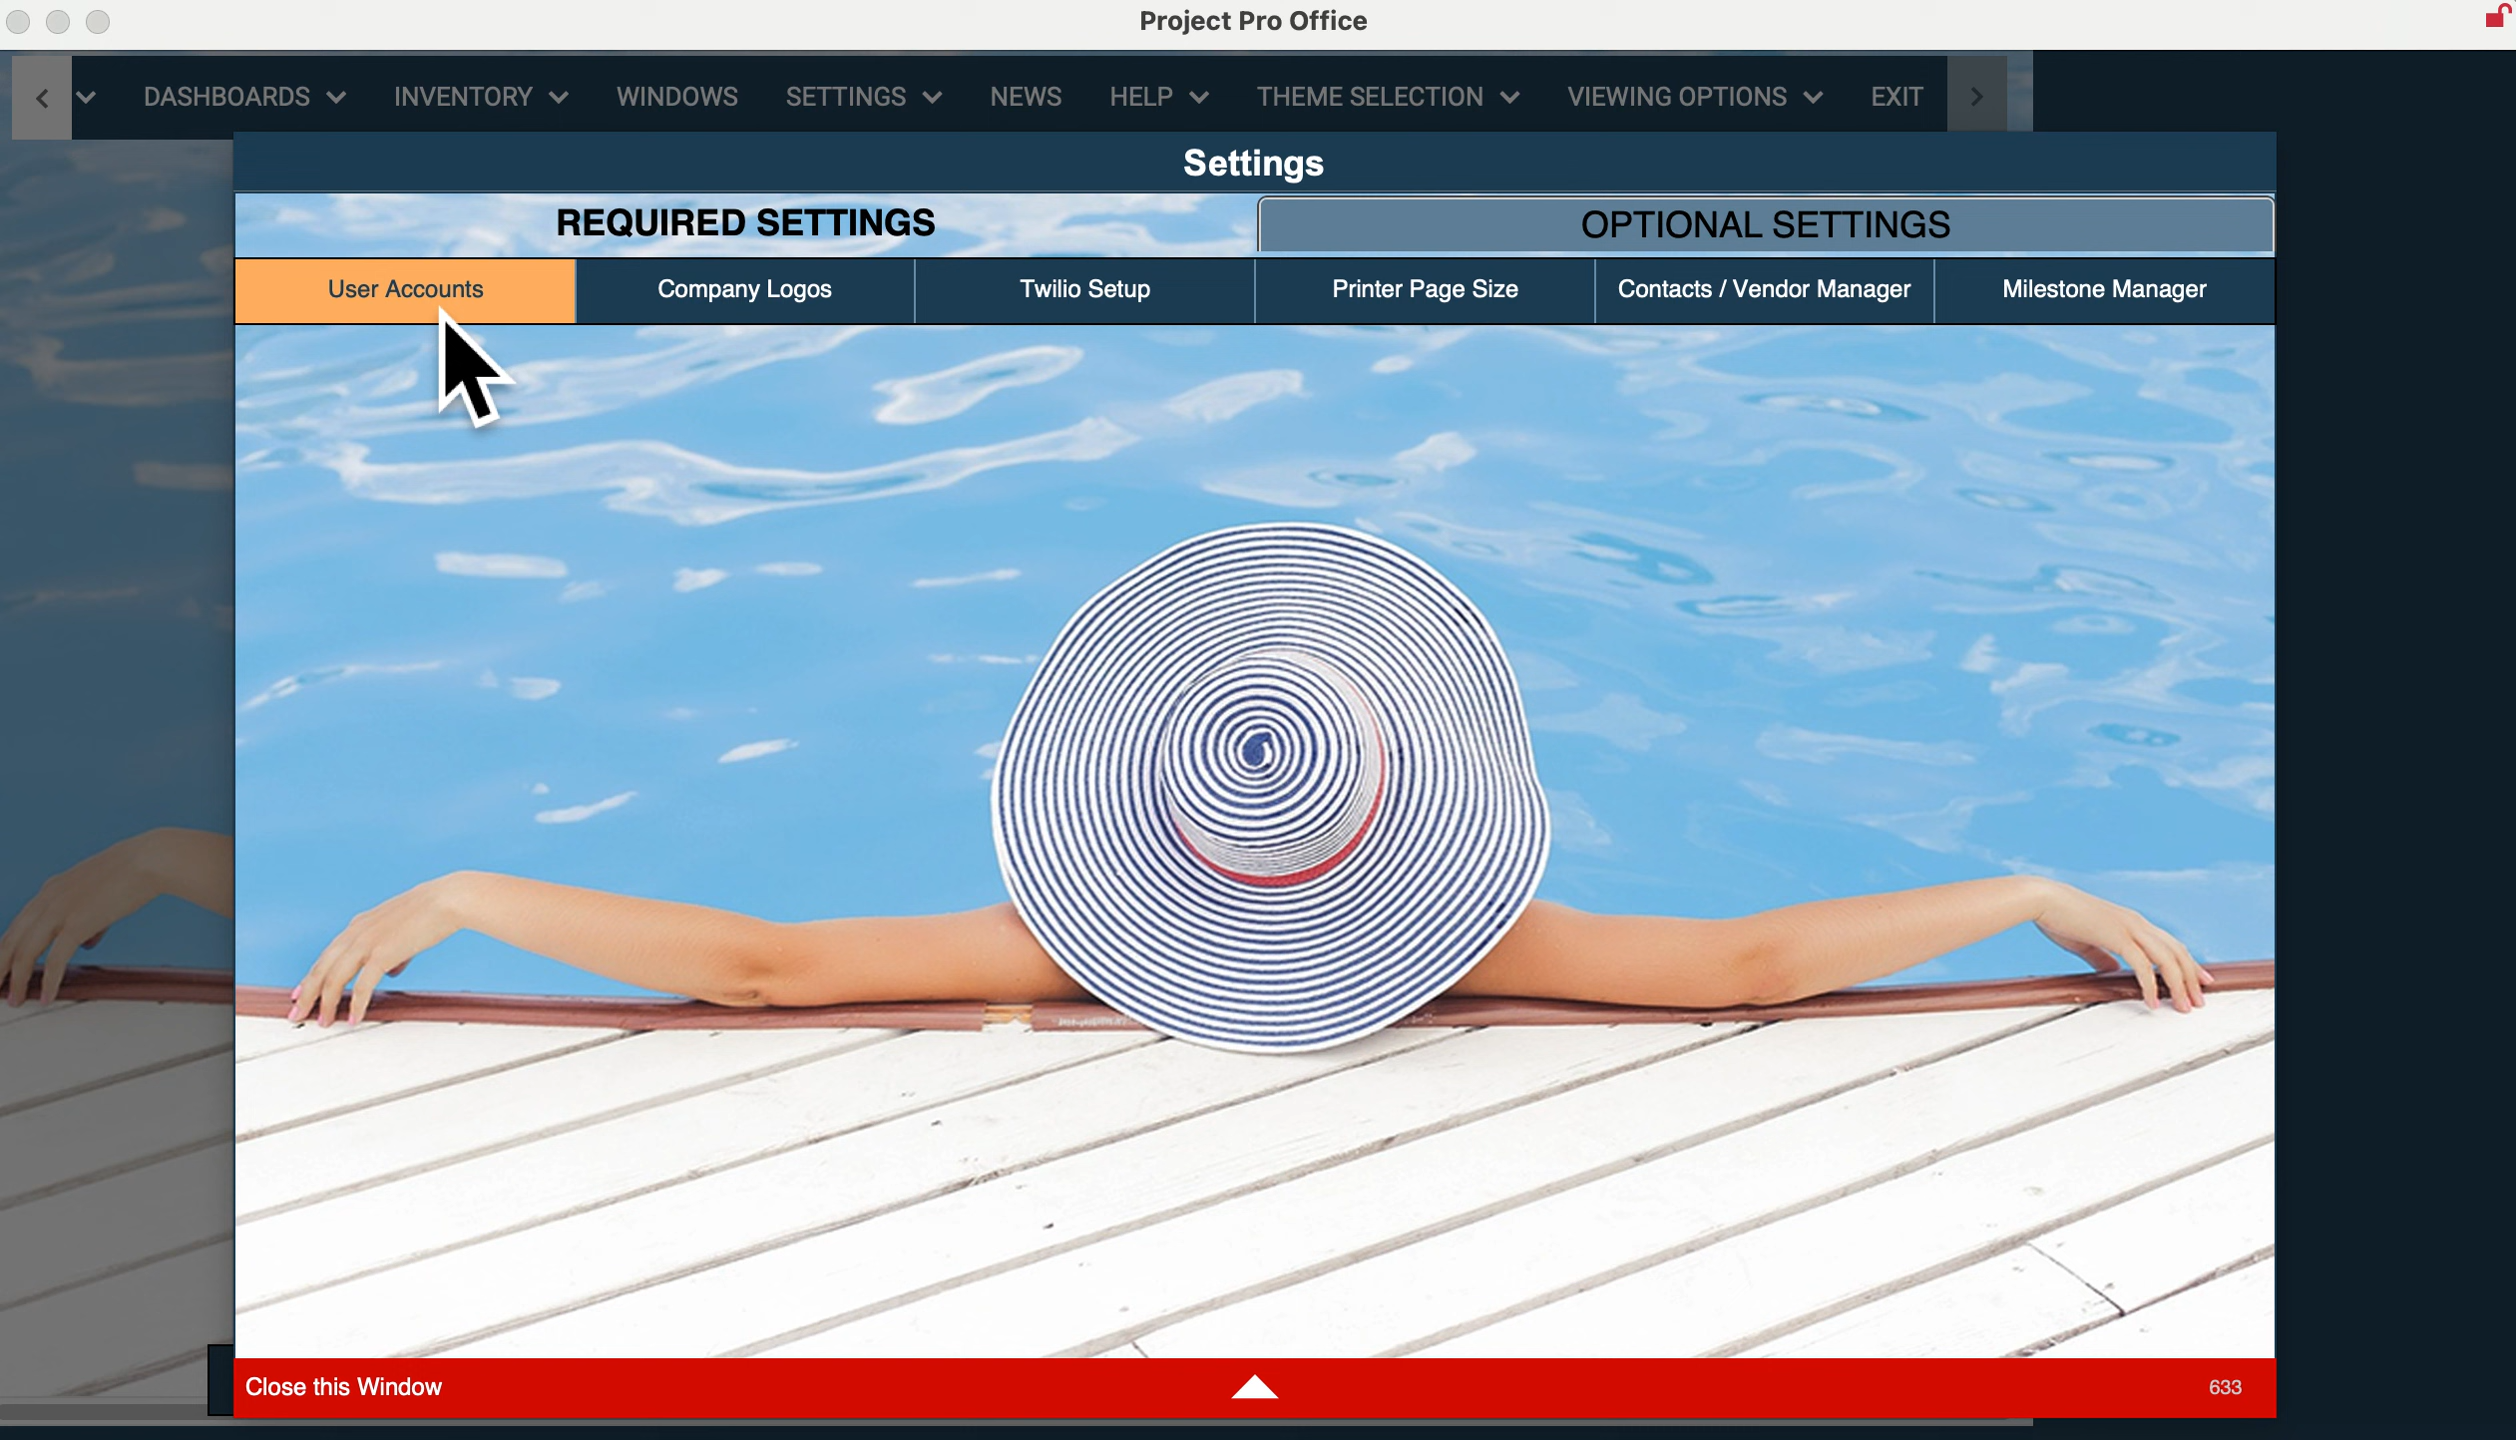 Project Pro Office
DASHBOARDS INVENTORY WINDOWS SETTINGS NEWS HELP THEME SELECTION VIEWING OPTIONS EXIT
Settings
REQUIRED SETTINGS OPTIONAL SETTINGS
User Accounts Company Logos Twilio Setup Printer Page Size Contacts / Vendor Manager Milestone Manager
Close this Window 633